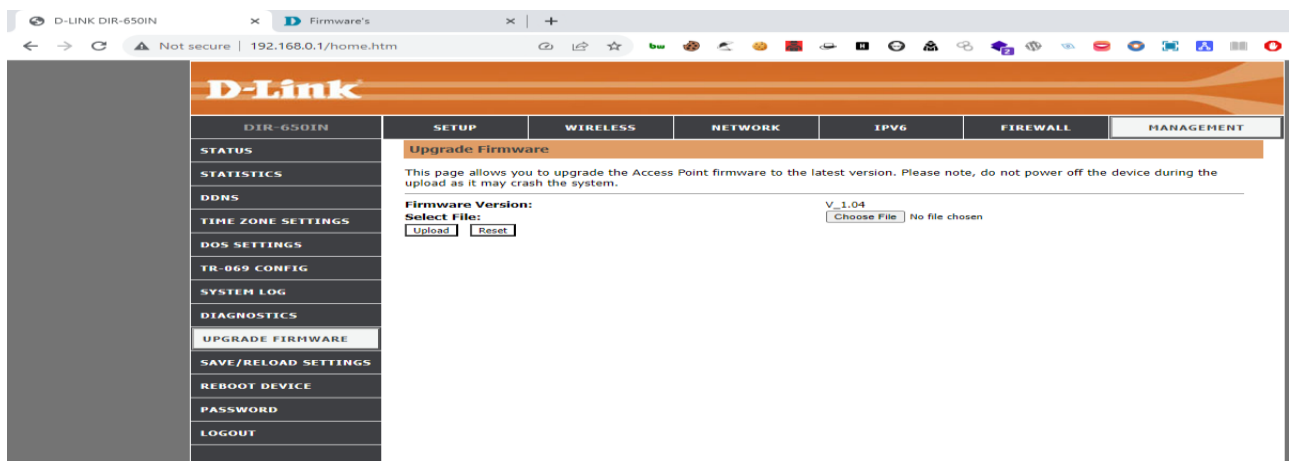 D-LINK DIR-650IN
Firmware's
Not secure | 192.168.0.1/home.htm
D-Link
DIR-650IN SETUP WIRELESS NETWORK IPV6 FIREWALL MANAGEMENT
STATUS
Upgrade Firmware
STATISTICS
This page allows you to upgrade the Access Point firmware to the latest version. Please note, do not power off the device during the
upload as it may crash the system.
DDNS
Firmware Version: V_1.04
TIME ZONE SETTINGS
Select File: Choose File No file chosen
Upload Reset
DOS SETTINGS
TR-069 CONFIG
SYSTEM LOG
DIAGNOSTICS
UPGRADE FIRMWARE
SAVE/RELOAD SETTINGS
REBOOT DEVICE
PASSWORD
LOGOUT